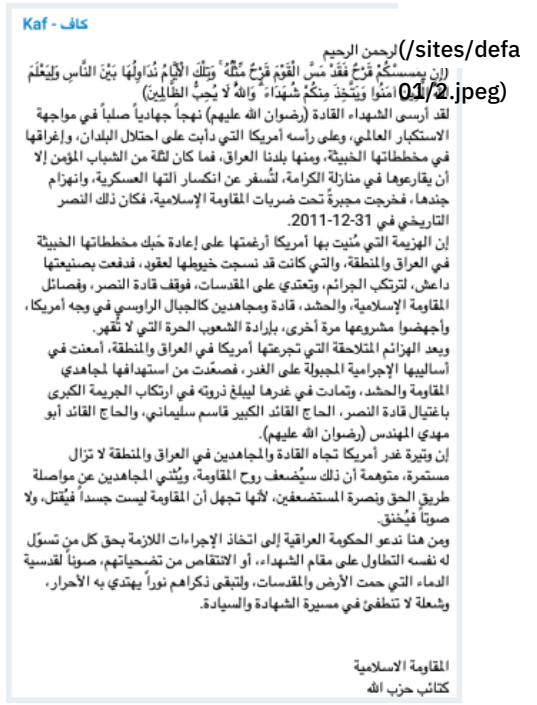 كاف - Kaf
(/sites/defa
01/2.jpeg)
الرحمن الرحيم
(إِن يَمْسَسْكُمْ قَرْحٌ فَقَدْ مَسَّ الْقَوْمَ قَرْحٌ مِّثْلُهُ ۚ وَتِلْكَ الْأَيَّامُ نُدَاوِلُهَا بَيْنَ النَّاسِ وَلِيَعْلَمَ
اللَّهُ الَّذِينَ آمَنُوا وَيَتَّخِذَ مِنكُمْ شُهَدَاءَ ۗ وَاللَّهُ لَا يُحِبُّ الظَّالِمِينَ)
لقد أرسى الشهداء القادة (رضوان الله عليهم) نهجاً جهادياً صلباً في مواجهة
الاستكبار العالمي، وعلى رأسه أمريكا التي دأبت على احتلال البلدان، وإغراقها
في مخططاتها الخبيثة، ومنها بلدنا العراق، فما كان لثلة من الشباب المؤمن إلا
أن يقارعوها في منازلة الكرامة، لتُسفر عن انكسار آلتها العسكرية، وانهزام
جندها، فخرجت مجبرةً تحت ضربات المقاومة الإسلامية، فكان ذلك النصر
التاريخي في 31-12-2011.
إن الهزيمة التي مُنيت بها أمريكا أرغمتها على إعادة حَبك مخططاتها الخبيثة
في العراق والمنطقة، والتي كانت قد نسجت خيوطها لعقود، فدفعت بصنيعتها
داعش، لترتكب الجرائم، وتعتدي على المقدسات، فوقف قادة النصر، وفصائل
المقاومة الإسلامية، والحشد، قادة ومجاهدين كالجبال الراوسي في وجه أمريكا،
وأجهضوا مشروعها مرة أخرى، بإرادة الشعوب الحرة التي لا تُقهر.
وبعد الهزائم المتلاحقة التي تجرعتها أمريكا في العراق والمنطقة، أمعنت في
أساليبها الإجرامية المجبولة على الغدر، فصعّدت من استهدافها لمجاهدي
المقاومة والحشد، وتمادت في غدرها ليبلغ ذروته في ارتكاب الجريمة الكبرى
باغتيال قادة النصر، الحاج القائد الكبير قاسم سليماني، والحاج القائد أبو
مهدي المهندس (رضوان الله عليهم).
إن وتيرة غدر أمريكا تجاه القادة والمجاهدين في العراق والمنطقة لا تزال
مستمرة، متوهمة أن ذلك سيُضعف روح المقاومة، ويُثني المجاهدين عن مواصلة
طريق الحق ونصرة المستضعفين، لأنها تجهل أن المقاومة ليست جسداً فيُقتل، ولا
صوتاً فيُخنق.
ومن هنا ندعو الحكومة العراقية إلى اتخاذ الإجراءات اللازمة بحق كل من تسوّل
له نفسه التطاول على مقام الشهداء، أو الانتقاص من تضحياتهم، صوناً لقدسية
الدماء التي حمت الأرض والمقدسات، ولتبقى ذكراهم نوراً يهتدي به الأحرار،
وشعلة لا تنطفئ في مسيرة الشهادة والسيادة.
المقاومة الاسلامية
كتائب حزب الله